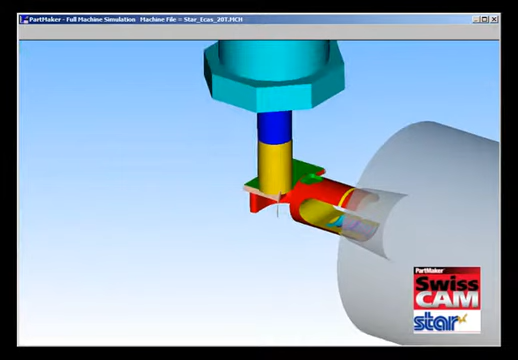 PartMaker - Full Machine Simulation Machine File = Star_Ecas_20T.MCH
PartMaker
Swiss
CAM
star